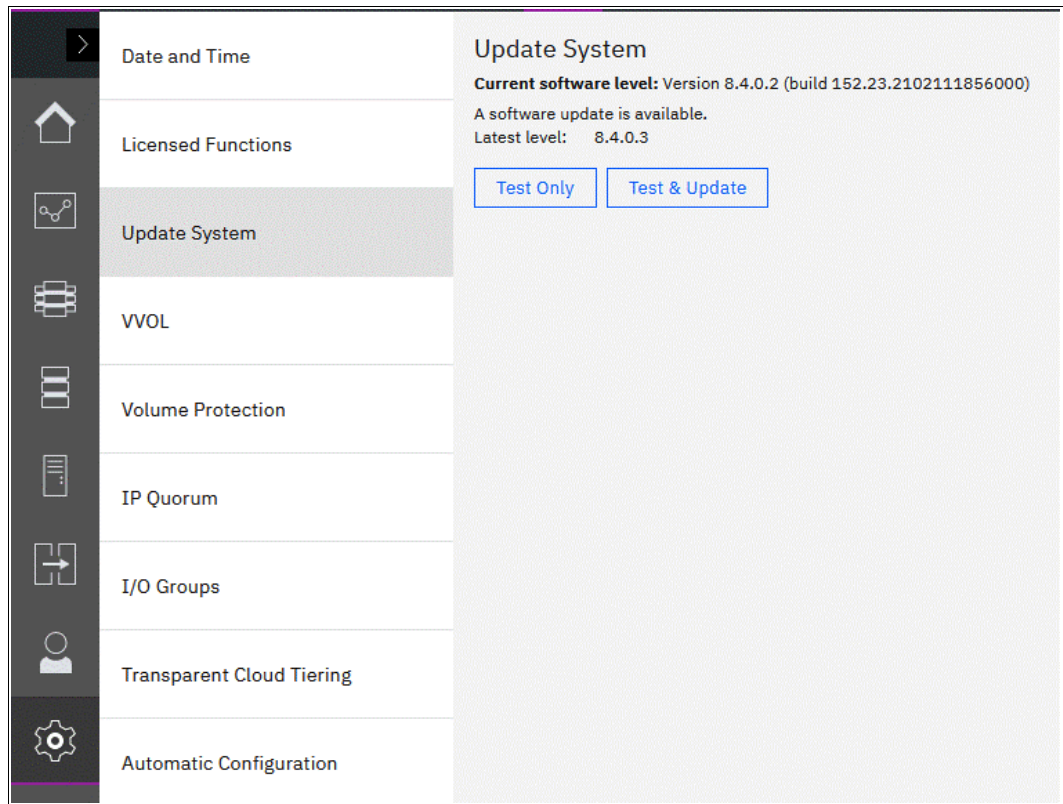 Date and Time
Licensed Functions
Update System
VVOL
Volume Protection
IP Quorum
I/O Groups
Transparent Cloud Tiering
Automatic Configuration
Update System
Current software level: Version 8.4.0.2 (build 152.23.2102111856000)
A software update is available.
Latest level: 8.4.0.3
Test Only
Test & Update